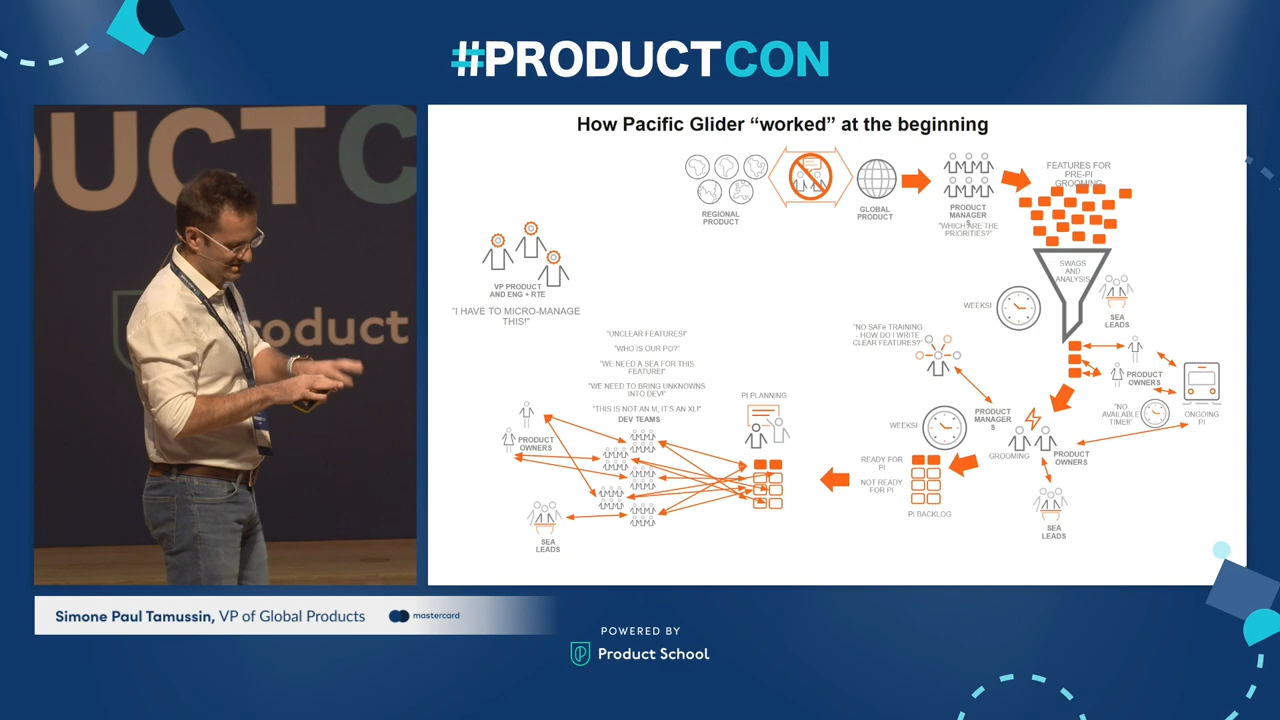 #PRODUCTCON
DUCTC
roduct
How Pacific Glider “worked” at the beginning
REGIONAL
PRODUCT
GLOBAL
PRODUCT
PRODUCT
MANAGER
S
"WHICH ARE THE
PRIORITIES?"
FEATURES FOR
PRE-PI
GROOMING
VP PRODUCT
AND ENG + RTE
"I HAVE TO MICRO-MANAGE
THIS!"
SWAGS
AND
ANALYSIS
WEEKS!
SEA
LEADS
"NO SAFe TRAINING
- HOW DO I WRITE
CLEAR FEATURES?"
"UNCLEAR FEATURES!"
"WHO IS OUR PO?"
"WE NEED A SEA FOR THIS
FEATURE!"
"WE NEED TO BRING UNKNOWNS
INTO DEV!"
"THIS IS NOT AN M, IT'S AN XL!"
DEV TEAMS
PRODUCT
OWNERS
"NO
AVAILABLE
TIME!!"
ONGOING
PI
PI PLANNING
PRODUCT
MANAGER
S
WEEKS!
GROOMING
PRODUCT
OWNERS
PRODUCT
OWNERS
READY FOR
PI
NOT READY
FOR PI
PI BACKLOG
SEA
LEADS
SEA
LEADS
Simone Paul Tamussin, VP of Global Products
mastercard
POWERED BY
Product School